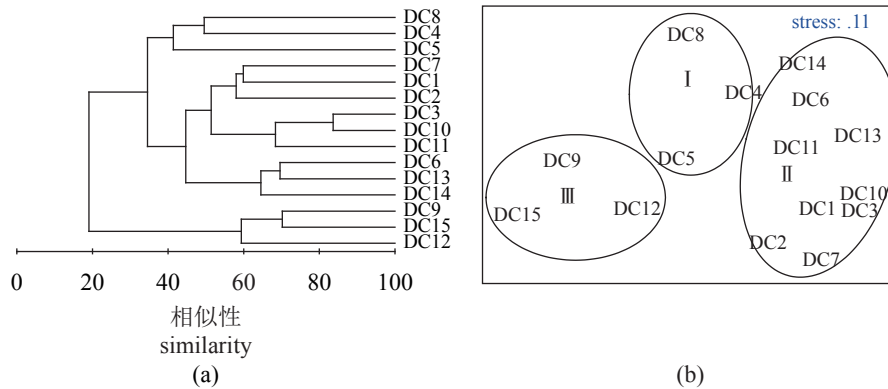 DC8
DC4
DC5
DC7
DC1
DC2
DC3
DC10
DC11
DC6
DC13
DC14
DC9
DC15
DC12
0 20 40 60 80 100
相似性
similarity
(a)
stress: .11
DC8
DC14
Ⅰ
DC4
DC6
DC13
DC11
DC5
DC9
Ⅱ
Ⅲ
DC10
DC15
DC12
DC1
DC3
DC2
DC7
(b)